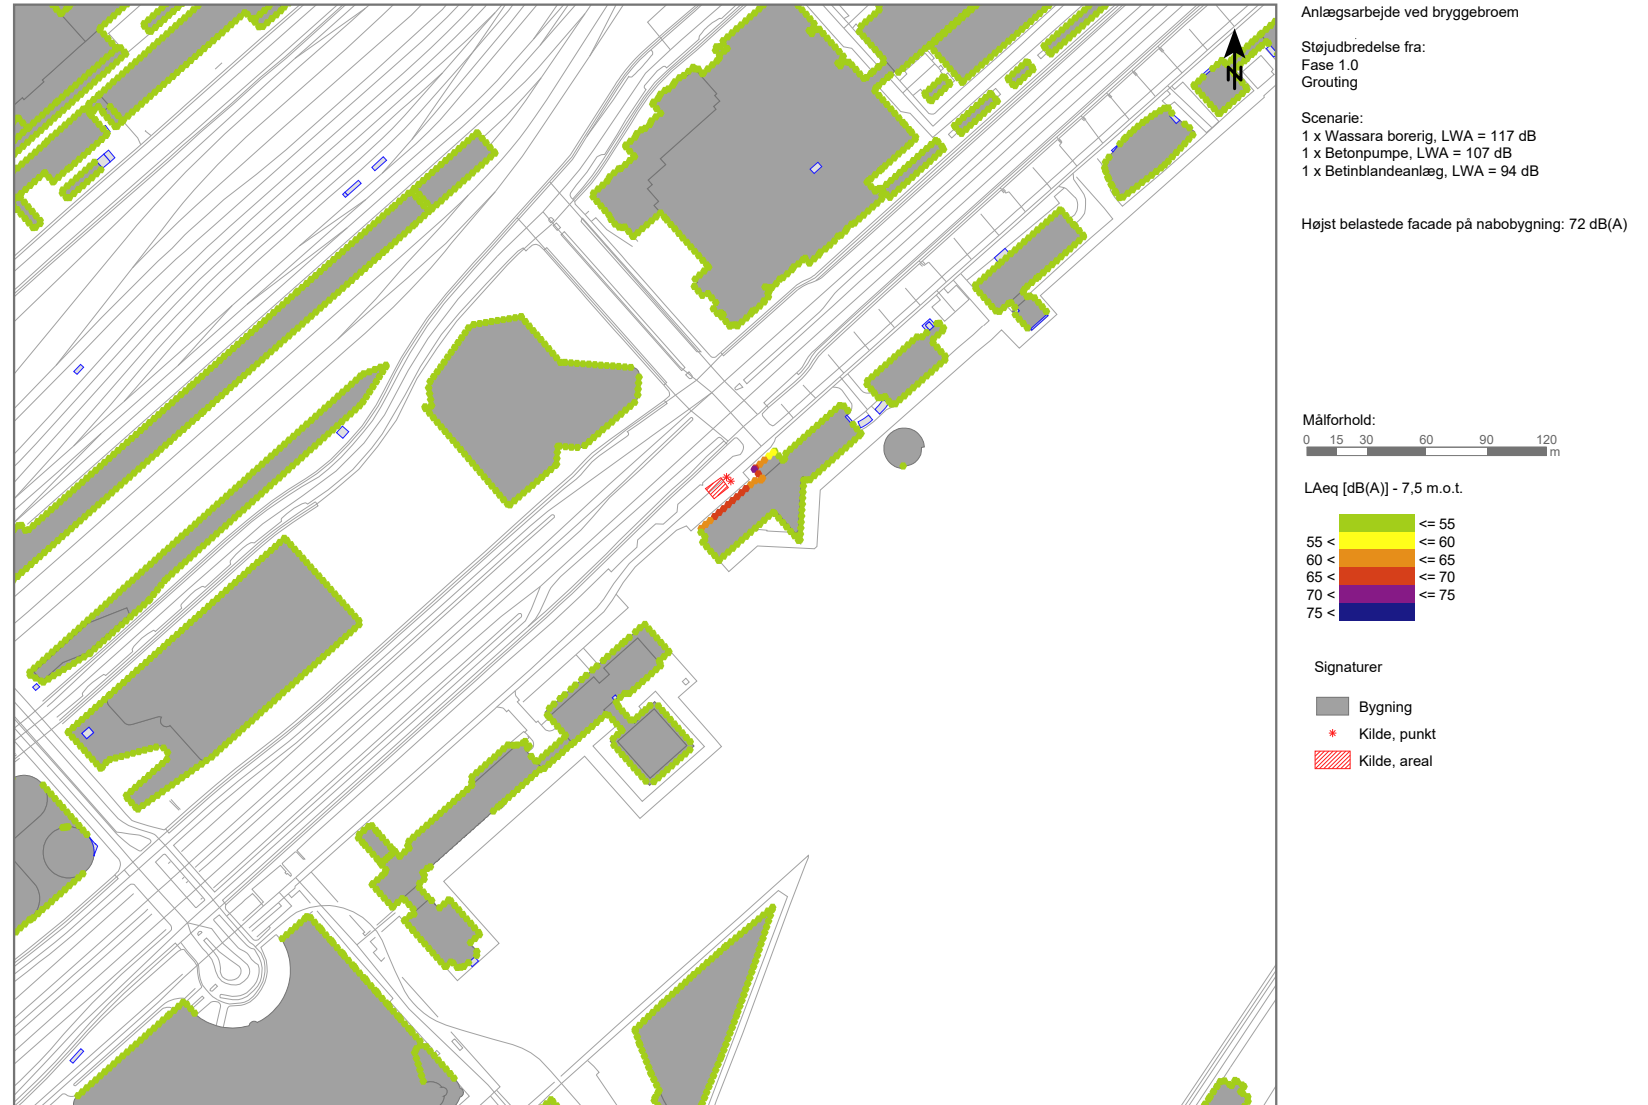 Anlægsarbejde ved bryggebroem
Støjudbredelse fra:
Fase 1.0
Grouting
Scenarie:
1 x Wassara borerig, LWA = 117 dB
1 x Betonpumpe, LWA = 107 dB
1 x Betinblandeanlæg, LWA = 94 dB
Højst belastede facade på nabobygning: 72 dB(A)
N
Målforhold:
0 15 30 60 90 120
m
LAeq [dB(A)] - 7,5 m.o.t.
<= 55
55 < <= 60
60 < <= 65
65 < <= 70
70 < <= 75
75 <
Signaturer
Bygning
Kilde, punkt
Kilde, areal